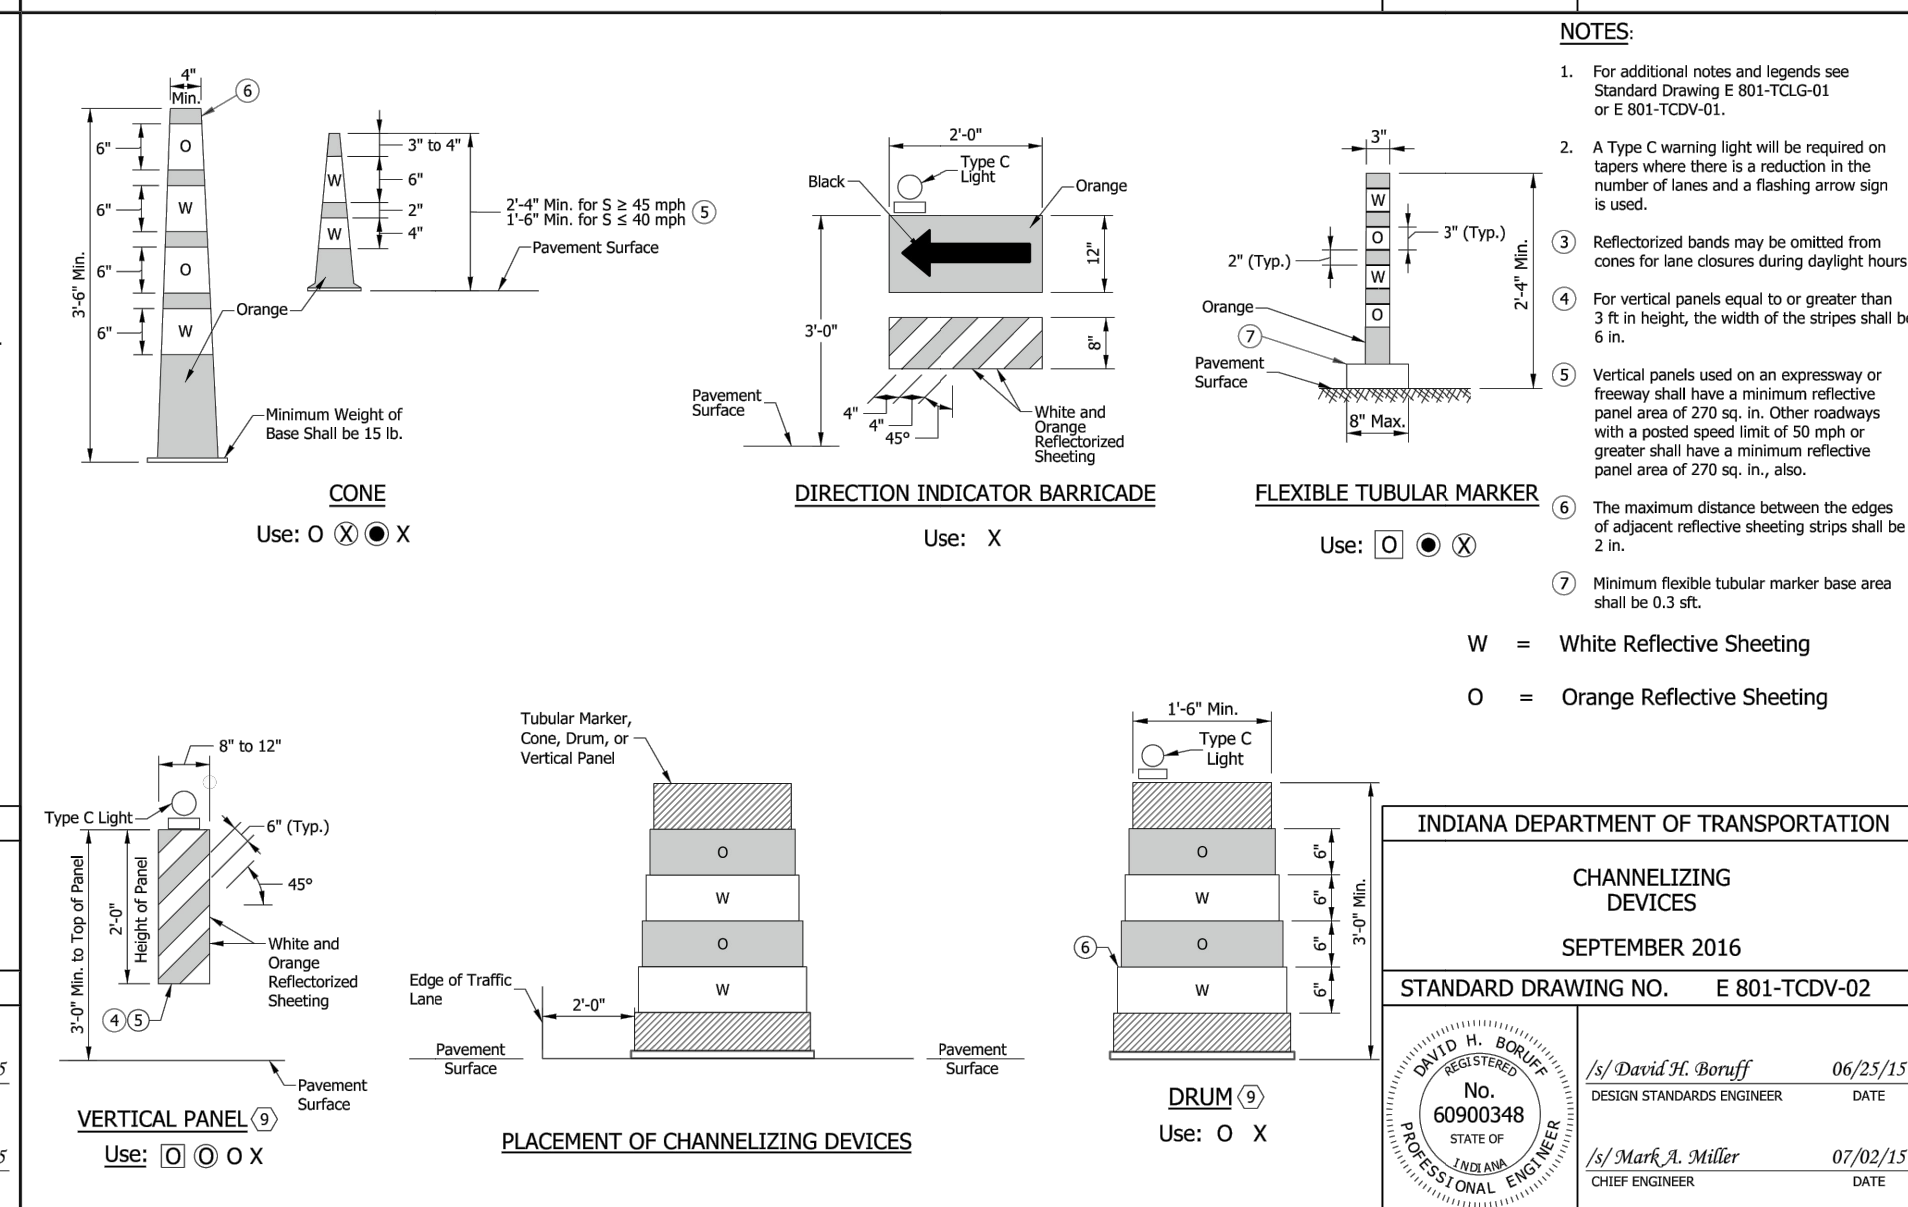 4"
Min.
6
6"
O
6"
W
6"
O
6"
W
3'-6" Min.
Orange
Minimum Weight of
Base Shall be 15 lb.
W
W
3" to 4"
6"
2"
4"
2'-4" Min. for S ≥ 45 mph
1'-6" Min. for S ≤ 40 mph
5
Pavement Surface
CONE
Use: O Ⓧ ◉ X
2'-0"
Type C
Light
Black
Orange
12"
3'-0"
8"
Pavement
Surface
4"
4"
45°
White and
Orange
Reflectorized
Sheeting
DIRECTION INDICATOR BARRICADE
Use: X
3"
W
O
W
O
3" (Typ.)
2" (Typ.)
2'-4" Min.
Orange
7
Pavement
Surface
8" Max.
FLEXIBLE TUBULAR MARKER
Use: O ◉ Ⓧ
NOTES:
1. For additional notes and legends see
Standard Drawing E 801-TCLG-01
or E 801-TCDV-01.
2. A Type C warning light will be required on
tapers where there is a reduction in the
number of lanes and a flashing arrow sign
is used.
3 Reflectorized bands may be omitted from
cones for lane closures during daylight hours
4 For vertical panels equal to or greater than
3 ft in height, the width of the stripes shall be
6 in.
5 Vertical panels used on an expressway or
freeway shall have a minimum reflective
panel area of 270 sq. in. Other roadways
with a posted speed limit of 50 mph or
greater shall have a minimum reflective
panel area of 270 sq. in., also.
6 The maximum distance between the edges
of adjacent reflective sheeting strips shall be
2 in.
7 Minimum flexible tubular marker base area
shall be 0.3 sft.
W = White Reflective Sheeting
O = Orange Reflective Sheeting
8" to 12"
Type C Light
6" (Typ.)
45°
3'-0" Min. to Top of Panel
2'-0"
Height of Panel
White and
Orange
Reflectorized
Sheeting
4 5
Pavement
Surface
VERTICAL PANEL 9
Use: O Ⓞ O X
Tubular Marker,
Cone, Drum, or
Vertical Panel
O
W
O
W
Edge of Traffic
Lane
2'-0"
Pavement
Surface
Pavement
Surface
PLACEMENT OF CHANNELIZING DEVICES
1'-6" Min.
Type C
Light
O
W
O
W
6"
6"
6"
6"
3'-0" Min.
6
DRUM 9
Use: O X
INDIANA DEPARTMENT OF TRANSPORTATION
CHANNELIZING
DEVICES
SEPTEMBER 2016
STANDARD DRAWING NO. E 801-TCDV-02
DAVID H. BORUFF
REGISTERED
No.
60900348
STATE OF
INDIANA
PROFESSIONAL ENGINEER
/s/ David H. Boruff 06/25/15
DESIGN STANDARDS ENGINEER DATE
/s/ Mark A. Miller 07/02/15
CHIEF ENGINEER DATE
5
5